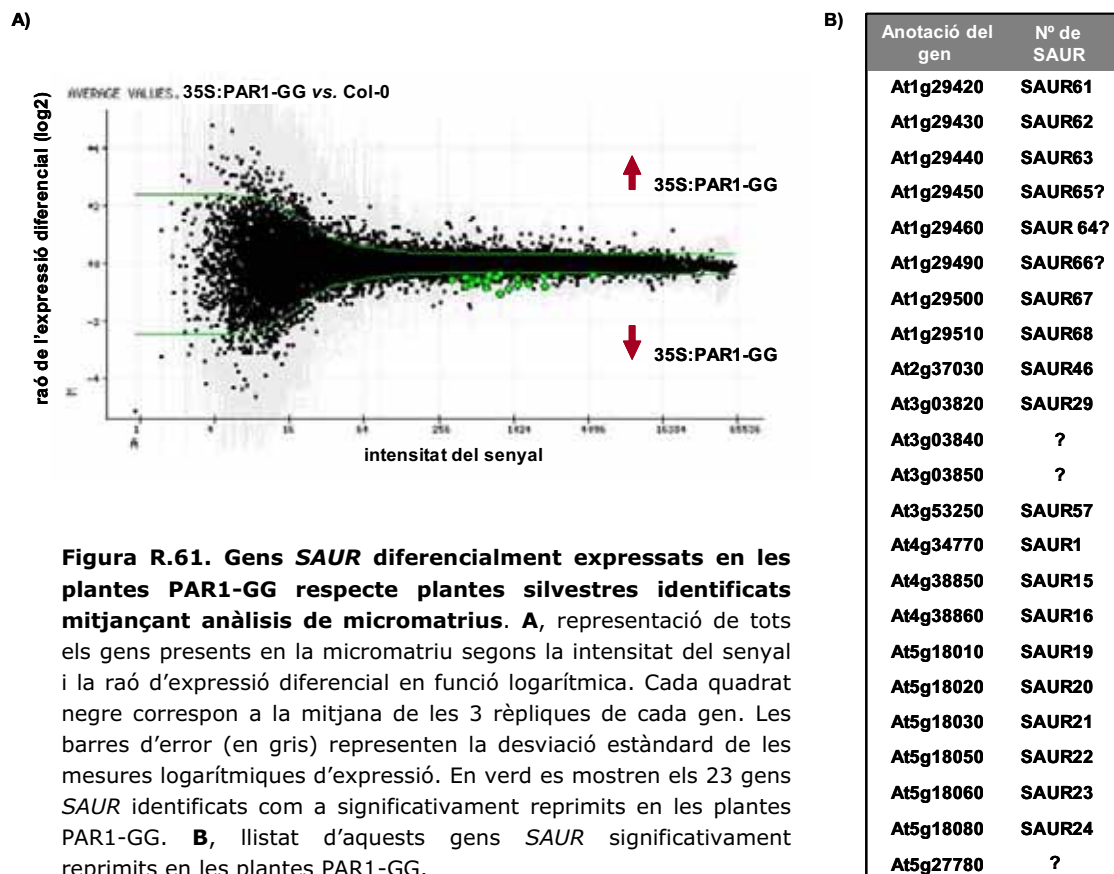 A)
AVERAGE VALUES. 35S:PAR1-GG vs. Col-0
raó de l'expressió diferencial (log2)
+4
+2
+0
-2
-4
M
35S:PAR1-GG
35S:PAR1-GG
1 4 16 64 256 1024 4096 16384 65536
A
intensitat del senyal
B)
Anotació del gen Nº de SAUR
At1g29420 SAUR61
At1g29430 SAUR62
At1g29440 SAUR63
At1g29450 SAUR65?
At1g29460 SAUR 64?
At1g29490 SAUR66?
At1g29500 SAUR67
At1g29510 SAUR68
At2g37030 SAUR46
At3g03820 SAUR29
At3g03840 ?
At3g03850 ?
At3g53250 SAUR57
At4g34770 SAUR1
At4g38850 SAUR15
At4g38860 SAUR16
At5g18010 SAUR19
At5g18020 SAUR20
At5g18030 SAUR21
At5g18050 SAUR22
At5g18060 SAUR23
At5g18080 SAUR24
At5g27780 ?
Figura R.61. Gens SAUR diferencialment expressats en les
plantes PAR1-GG respecte plantes silvestres identificats
mitjançant anàlisis de micromatrius. A, representació de tots
els gens presents en la micromatriu segons la intensitat del senyal
i la raó d'expressió diferencial en funció logarítmica. Cada quadrat
negre correspon a la mitjana de les 3 rèpliques de cada gen. Les
barres d'error (en gris) representen la desviació estàndard de les
mesures logarítmiques d'expressió. En verd es mostren els 23 gens
SAUR identificats com a significativament reprimits en les plantes
PAR1-GG. B, llistat d'aquests gens SAUR significativament
reprimits en les plantes PAR1-GG.